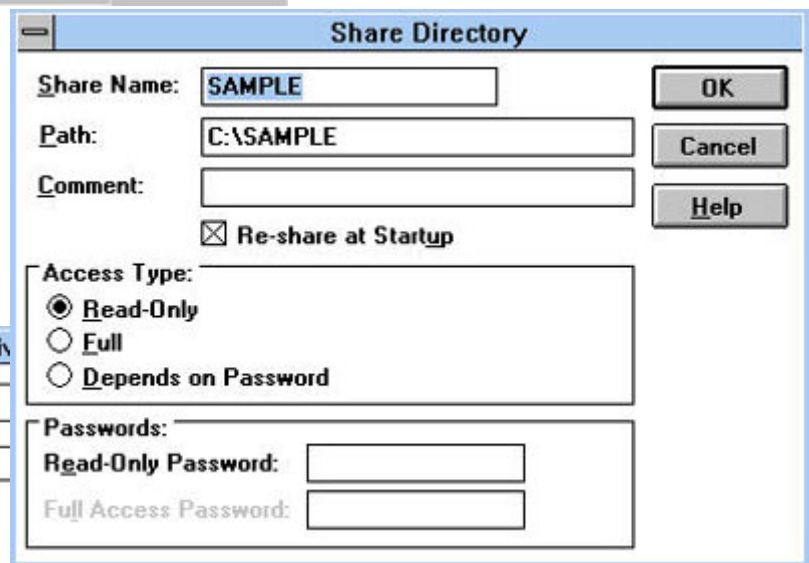 Share Directory
Share Name: SAMPLE
OK
Path: C:\SAMPLE
Cancel
Comment:
Help
Re-share at Startup
Access Type:
Read-Only
Full
Depends on Password
Passwords:
Read-Only Password:
Full Access Password: